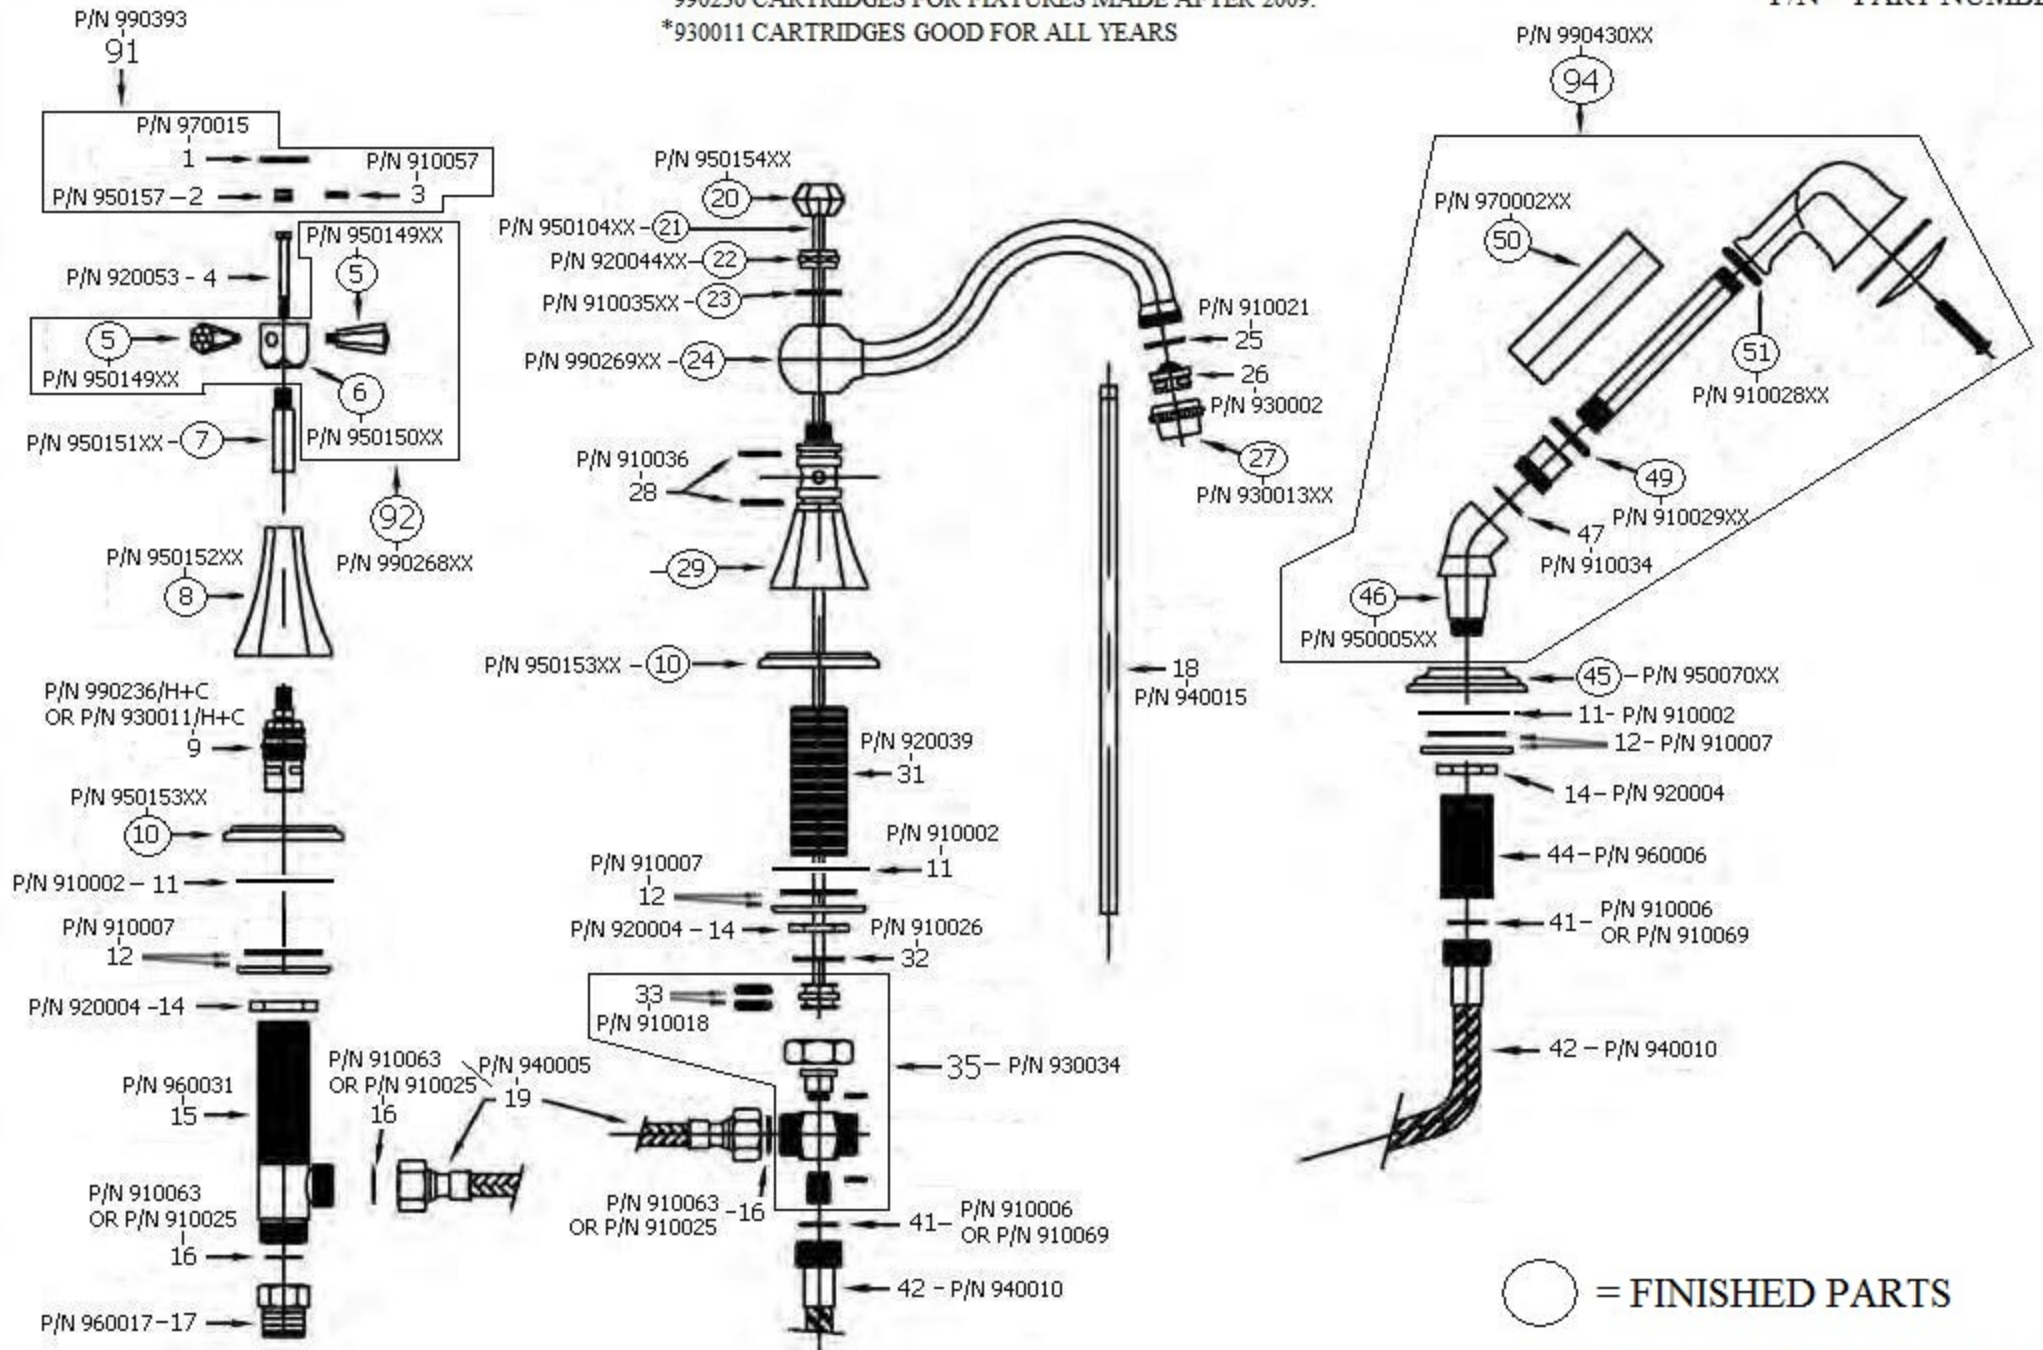 *930011 CARTRIDGES GOOD FOR ALL YEARS
P/N 990393
91
P/N 970015
1
P/N 910057
3
P/N 950157 - 2
P/N 950149XX
5
P/N 920053 - 4
5
P/N 950149XX
6
P/N 950150XX
P/N 950151XX - 7
92
P/N 990268XX
P/N 950152XX
8
P/N 990236/H+C
OR P/N 930011/H+C
9
P/N 950153XX
10
P/N 910002 - 11
P/N 910007
12
P/N 920004 -14
P/N 960031
15
P/N 910063
OR P/N 910025
16
P/N 940005
19
P/N 910063
OR P/N 910025
16
P/N 960017-17
P/N 950154XX
20
P/N 950104XX - 21
P/N 920044XX- 22
P/N 910035XX - 23
P/N 990269XX - 24
P/N 910021
25
26
P/N 930002
27
P/N 930013XX
P/N 910036
28
- 29
P/N 950153XX - 10
18
P/N 940015
P/N 920039
31
P/N 910002
11
P/N 910007
12
P/N 920004 - 14
P/N 910026
32
33
P/N 910018
35- P/N 930034
P/N 910063
OR P/N 910025
-16
41- P/N 910006
OR P/N 910069
42 - P/N 940010
P/N 990430XX
94
P/N 970002XX
50
51
P/N 910028XX
49
P/N 910029XX
47
P/N 910034
46
P/N 950005XX
45 - P/N 950070XX
11- P/N 910002
12- P/N 910007
14- P/N 920004
44- P/N 960006
41- P/N 910006
OR P/N 910069
42 - P/N 940010
= FINISHED PARTS